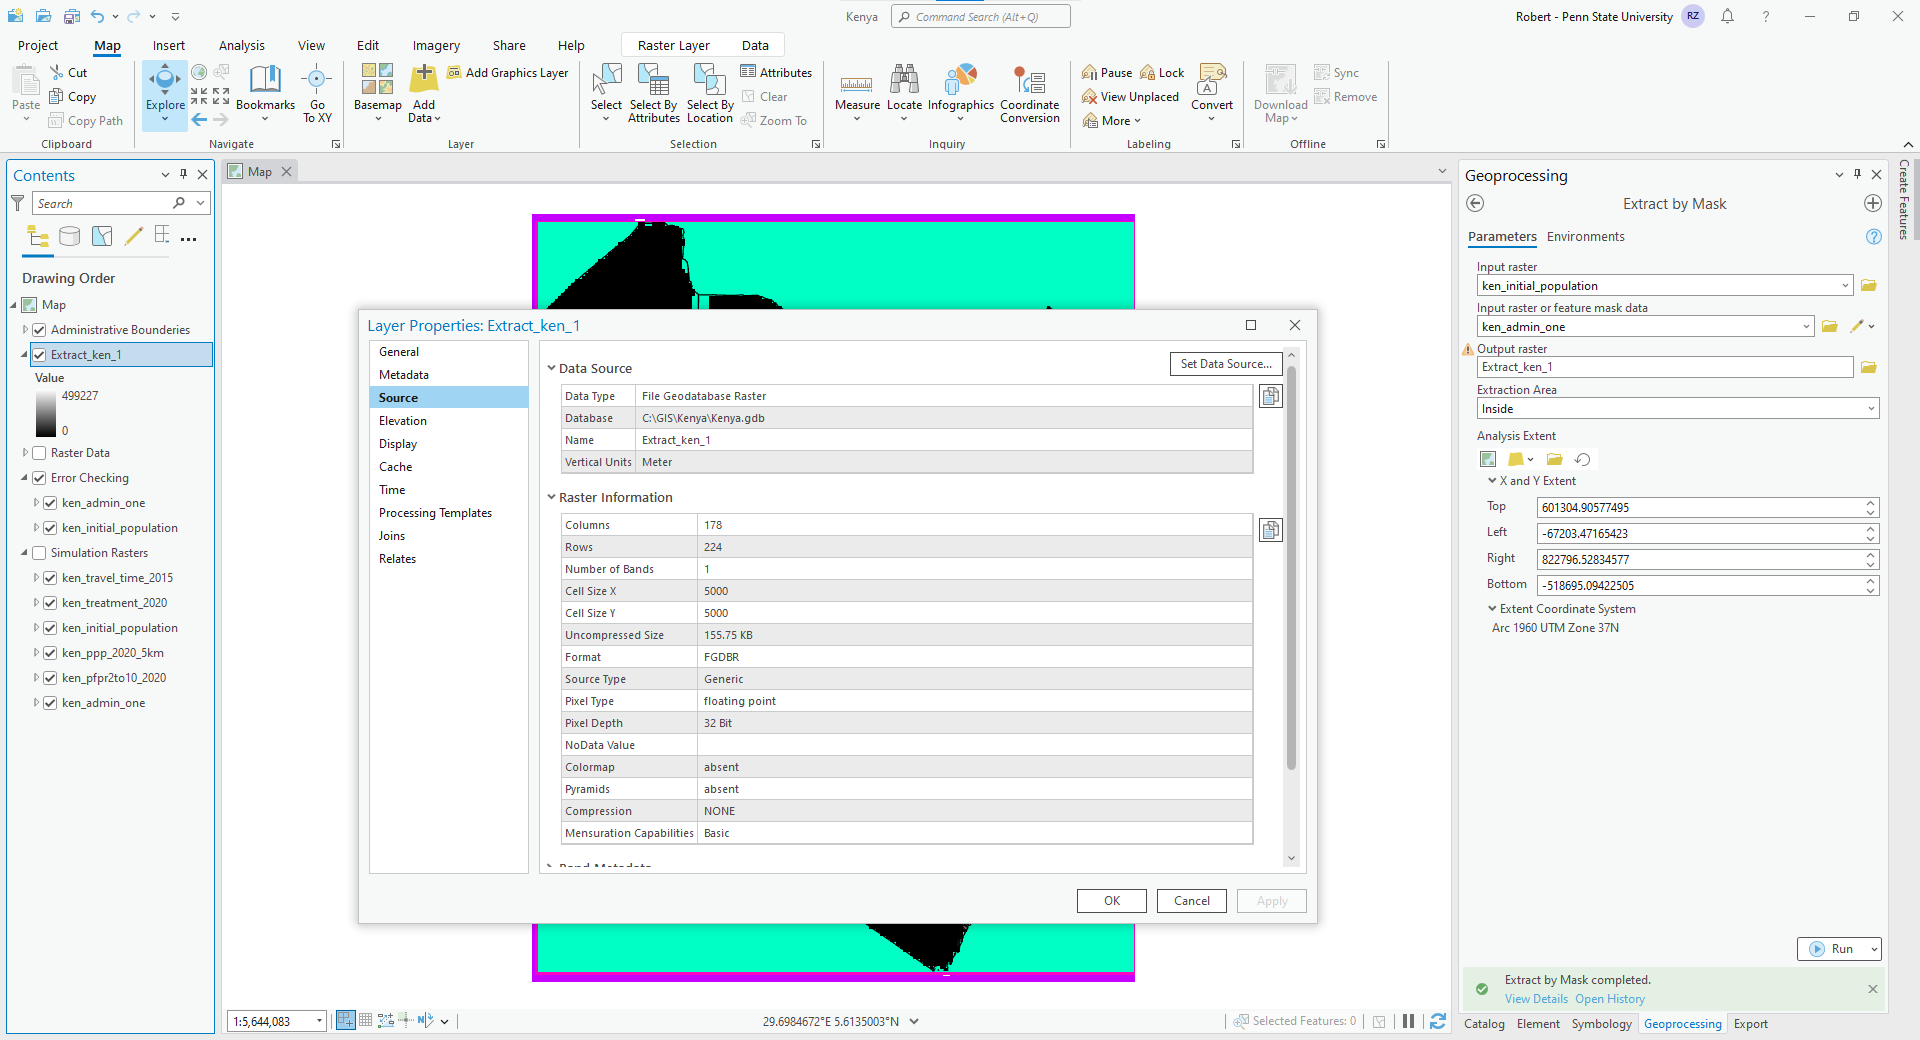 Kenya
Command Search (Alt+Q)
Robert - Penn State University
RZ
?
Project
Map
Insert
Analysis
View
Edit
Imagery
Share
Help
Raster Layer
Data
Paste
Cut
Copy
Copy Path
Clipboard
Explore
Bookmarks
Go
To XY
Navigate
Basemap
Add
Data
Add Graphics Layer
Layer
Select
Select By
Attributes
Select By
Location
Attributes
Clear
Zoom To
Selection
Measure
Locate
Infographics
Coordinate
Conversion
Inquiry
Pause
Lock
View Unplaced
More
Convert
Labeling
Download
Map
Sync
Remove
Offline
Contents
Search
Drawing Order
Map
Administrative Bounderies
Extract_ken_1
Value
499227
0
Raster Data
Error Checking
ken_admin_one
ken_initial_population
Simulation Rasters
ken_travel_time_2015
ken_treatment_2020
ken_initial_population
ken_ppp_2020_5km
ken_pfpr2to10_2020
ken_admin_one
Map
Layer Properties: Extract_ken_1
General
Metadata
Source
Elevation
Display
Cache
Time
Processing Templates
Joins
Relates
Data Source
Set Data Source...
Data Type File Geodatabase Raster
Database C:\GIS\Kenya\Kenya.gdb
Name Extract_ken_1
Vertical Units Meter
Raster Information
Columns 178
Rows 224
Number of Bands 1
Cell Size X 5000
Cell Size Y 5000
Uncompressed Size 155.75 KB
Format FGDBR
Source Type Generic
Pixel Type floating point
Pixel Depth 32 Bit
NoData Value
Colormap absent
Pyramids absent
Compression NONE
Mensuration Capabilities Basic
Band Metadata
OK
Cancel
Apply
1:5,644,083
29.6984672°E 5.6135003°N
Selected Features: 0
Geoprocessing
Extract by Mask
Parameters
Environments
Input raster
ken_initial_population
Input raster or feature mask data
ken_admin_one
Output raster
Extract_ken_1
Extraction Area
Inside
Analysis Extent
X and Y Extent
Top 601304.90577495
Left -67203.47165423
Right 822796.52834577
Bottom -518695.09422505
Extent Coordinate System
Arc 1960 UTM Zone 37N
Run
Extract by Mask completed.
View Details Open History
Catalog
Element
Symbology
Geoprocessing
Export
Create Features